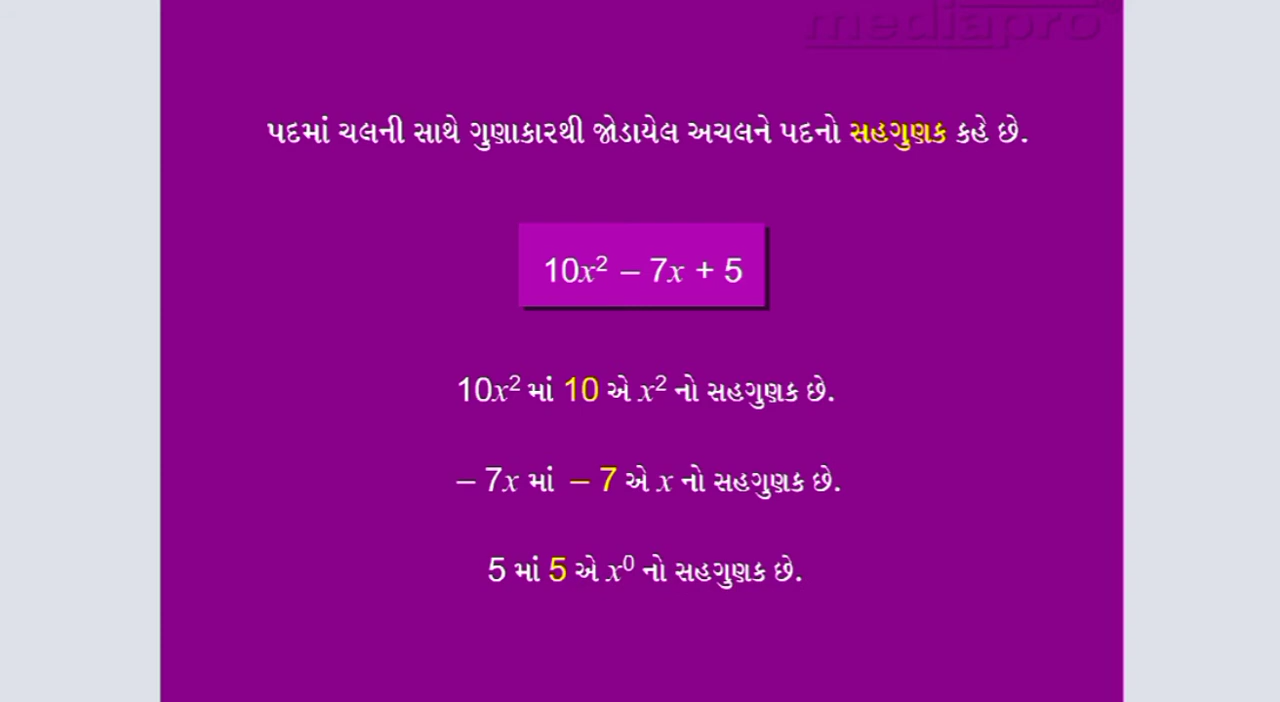 mediapro
પદમાં ચલની સાથે ગુણાકારથી જોડાયેલ અચલને પદનો સહગુણક કહે છે.
10x² – 7x + 5
10x² માં 10 એ x² નો સહગુણક છે.
– 7x માં – 7 એ x નો સહગુણક છે.
5 માં 5 એ x⁰ નો સહગુણક છે.